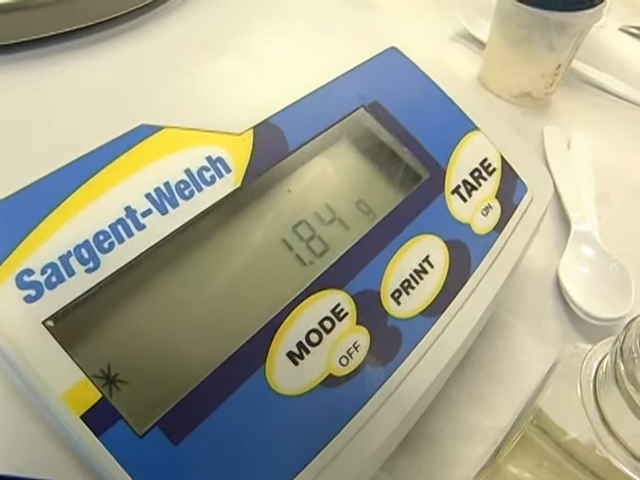 Sargent-Welch
1.84 g
TARE
ON
PRINT
MODE
OFF